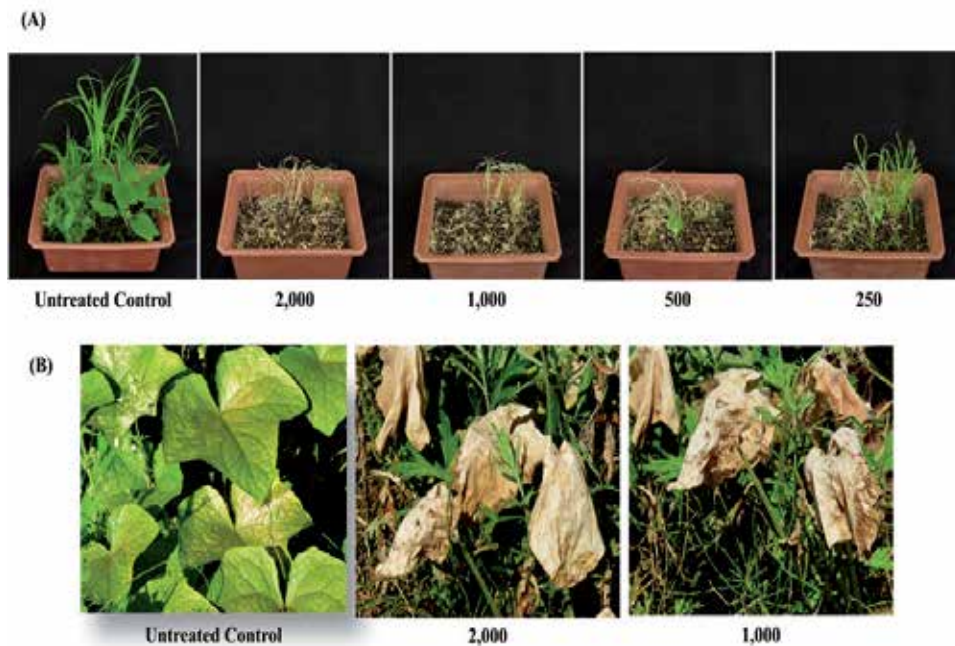 (A)
Untreated Control 2,000 1,000 500 250
(B)
Untreated Control 2,000 1,000